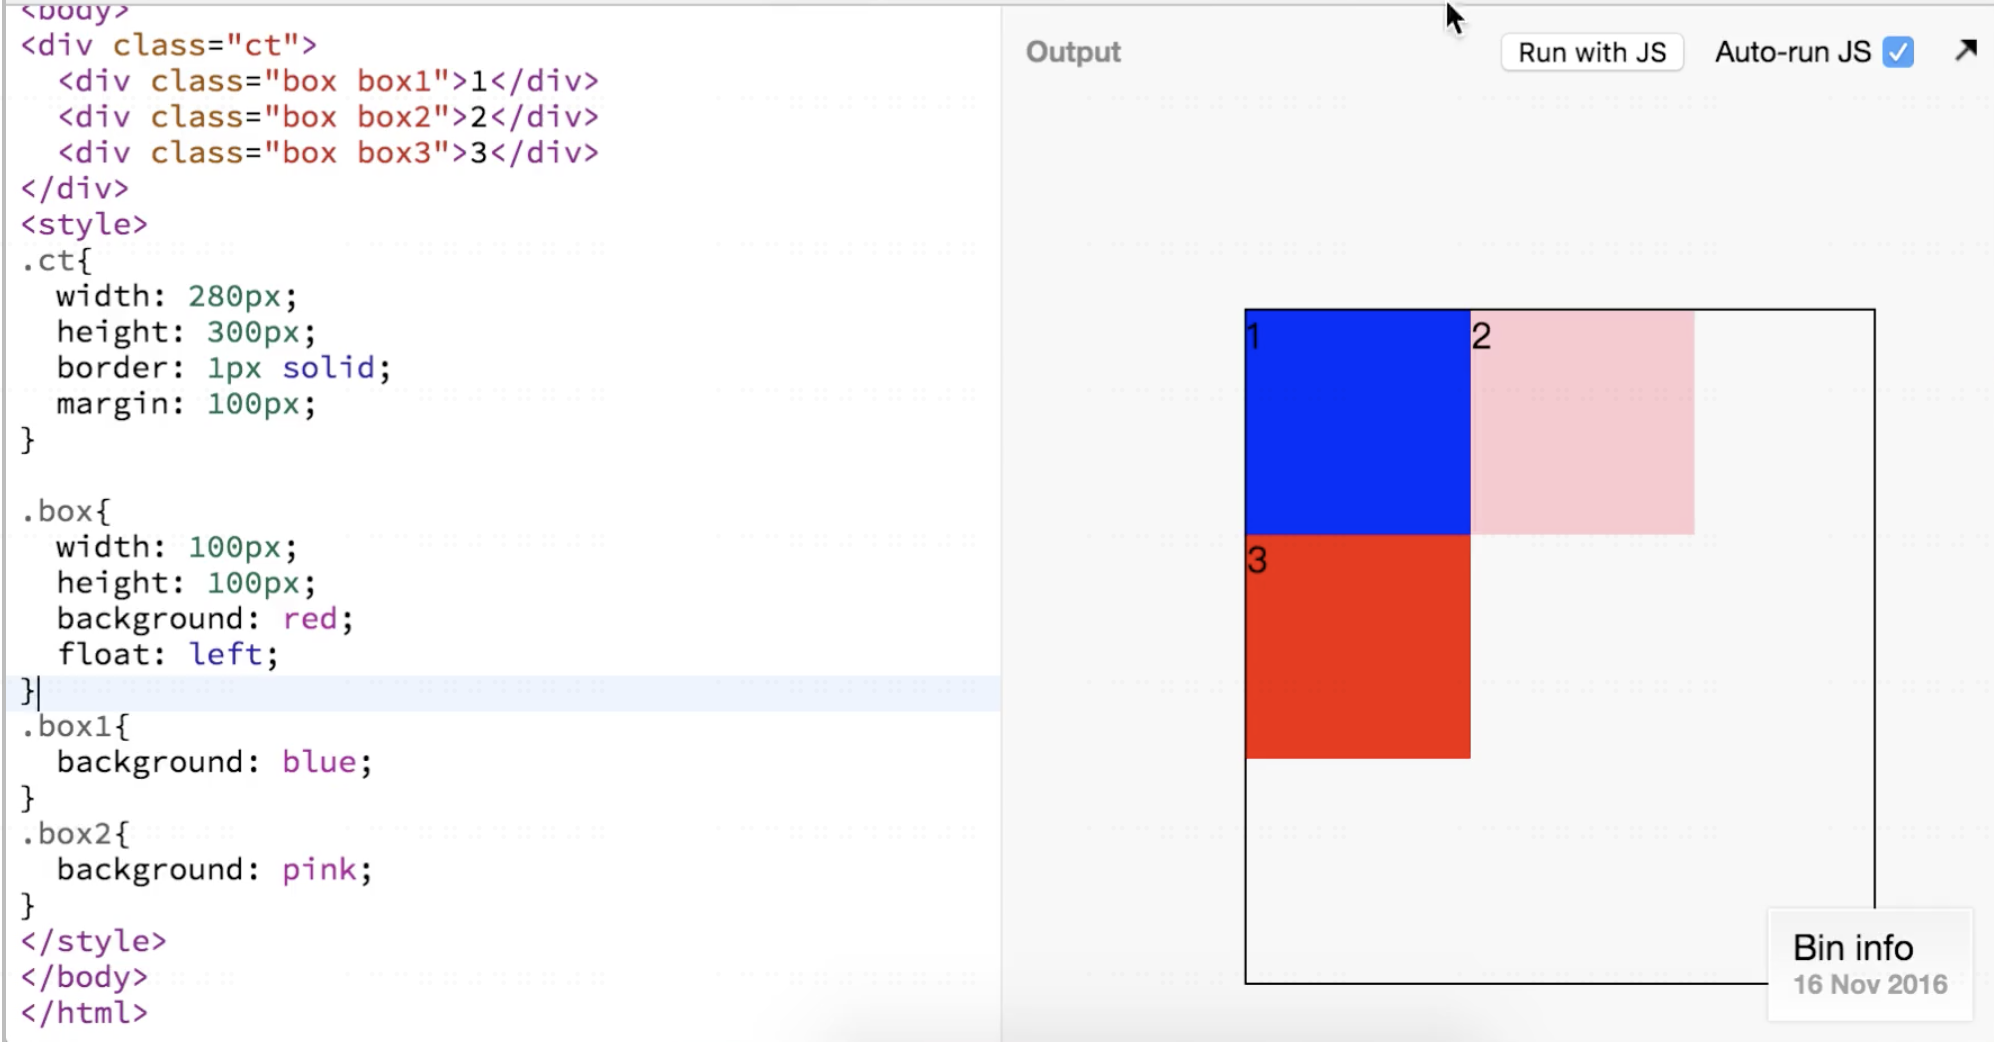 <body>
<div class="ct">
  <div class="box box1">1</div>
  <div class="box box2">2</div>
  <div class="box box3">3</div>
</div>
<style>
.ct{
  width: 280px;
  height: 300px;
  border: 1px solid;
  margin: 100px;
}
.box{
  width: 100px;
  height: 100px;
  background: red;
  float: left;
}
.box1{
  background: blue;
}
.box2{
  background: pink;
}
</style>
</body>
</html>
Output
Run with JS
Auto-run JS
1
2
3
Bin info
16 Nov 2016